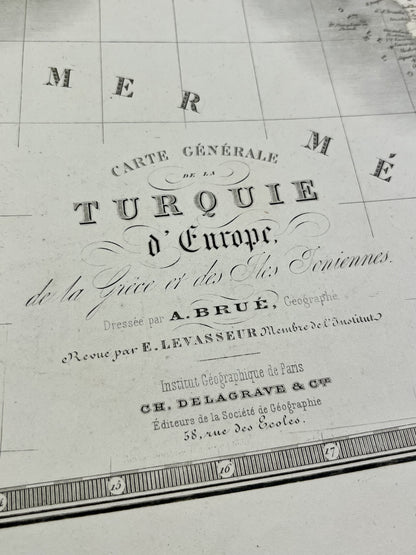 MER MÉ
CARTE GÉNÉRALE
DE LA
TURQUIE
d'Europe,
de la Grèce et des Iles Ioniennes.
Dressée par A. BRUÉ, Géographe
Revue par E. LEVASSEUR Membre de l'Institut
Institut Géographique de Paris
CH. DELAGRAVE & Cie
Éditeurs de la Société de Géographie
58, rue des Ecoles.
15 16 17